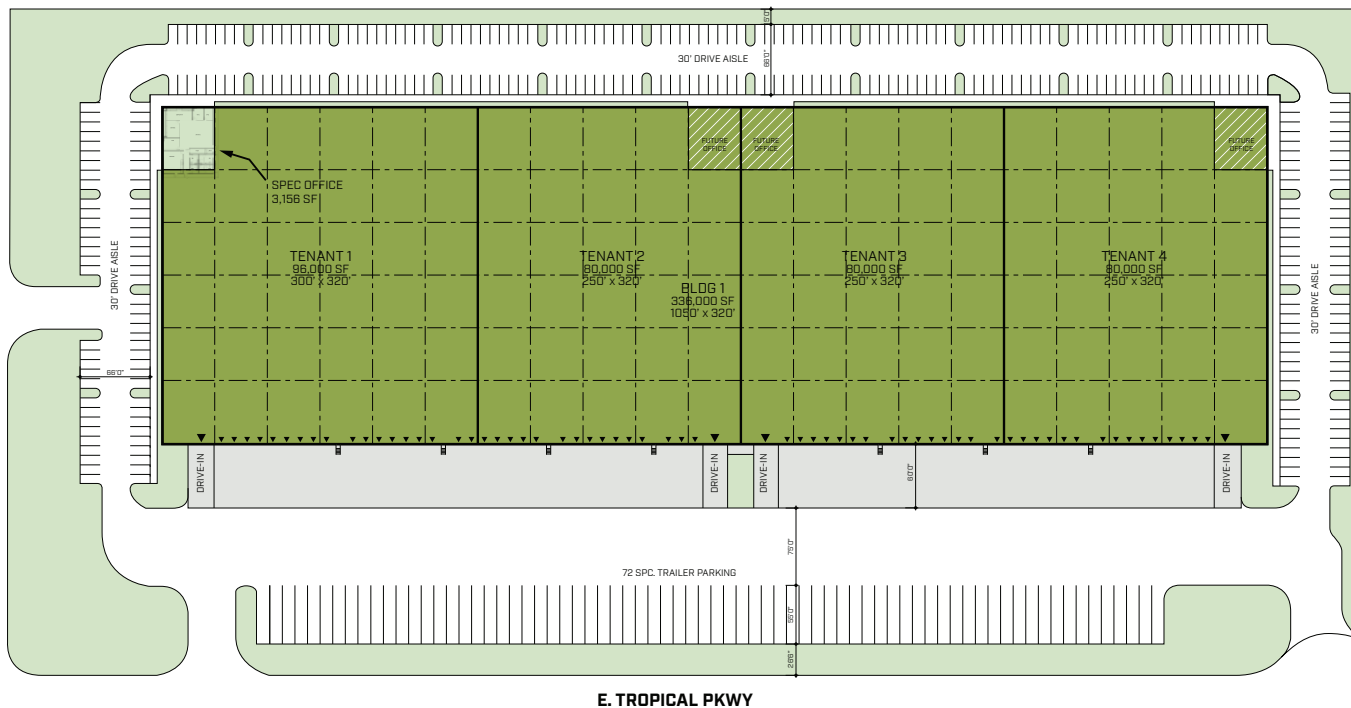 15'0"
30' DRIVE AISLE
66'0"
FUTURE
OFFICE
FUTURE
OFFICE
FUTURE
OFFICE
SPEC OFFICE
3,156 SF
30' DRIVE AISLE
TENANT 1
96,000 SF
300' x 320'
TENANT 2
80,000 SF
250' x 320'
BLDG 1
336,000 SF
1050' x 320'
TENANT 3
80,000 SF
250' x 320'
TENANT 4
80,000 SF
250' x 320'
30' DRIVE AISLE
66'0"
DRIVE-IN
DRIVE-IN
DRIVE-IN
60'0"
DRIVE-IN
75'0"
72 SPC. TRAILER PARKING
55'0"
E. TROPICAL PKWY